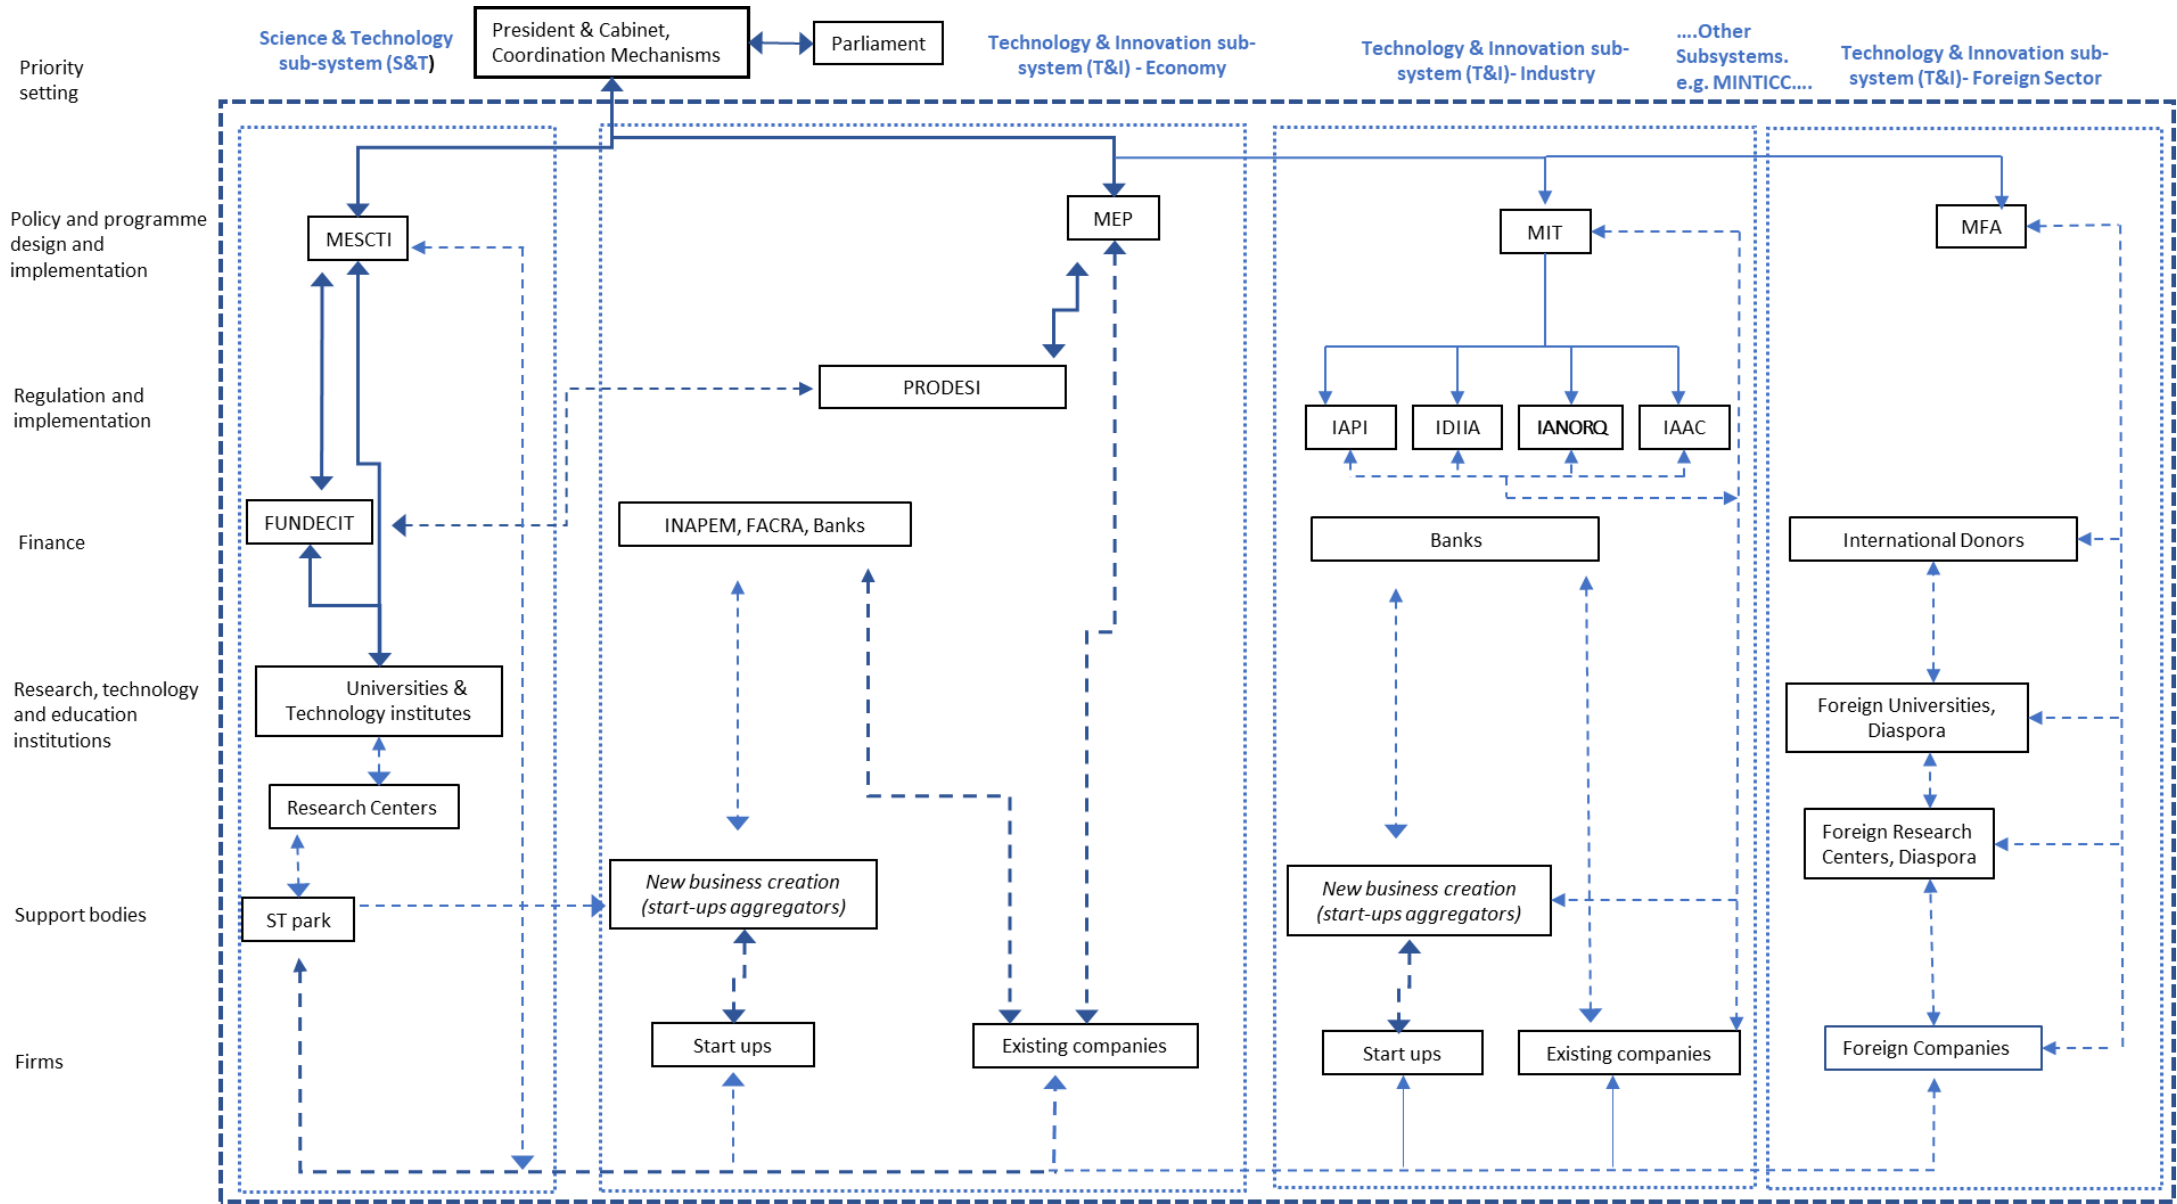 President & Cabinet,
Coordination Mechanisms
Parliament
Science & Technology
sub-system (S&T)
Technology & Innovation sub-
system (T&I) - Economy
Technology & Innovation sub-
system (T&I)- Industry
....Other
Subsystems.
e.g. MINTICC....
Technology & Innovation sub-
system (T&I)- Foreign Sector
Priority
setting
Policy and programme
design and
implementation
MESCTI
MEP
MIT
MFA
Regulation and
implementation
PRODESI
IAPI
IDIIA
IANORQ
IAAC
Finance
FUNDECIT
INAPEM, FACRA, Banks
Banks
International Donors
Research, technology
and education
institutions
Universities &
Technology institutes
Foreign Universities,
Diaspora
Research Centers
Foreign Research
Centers, Diaspora
Support bodies
ST park
New business creation
(start-ups aggregators)
New business creation
(start-ups aggregators)
Firms
Start ups
Existing companies
Start ups
Existing companies
Foreign Companies